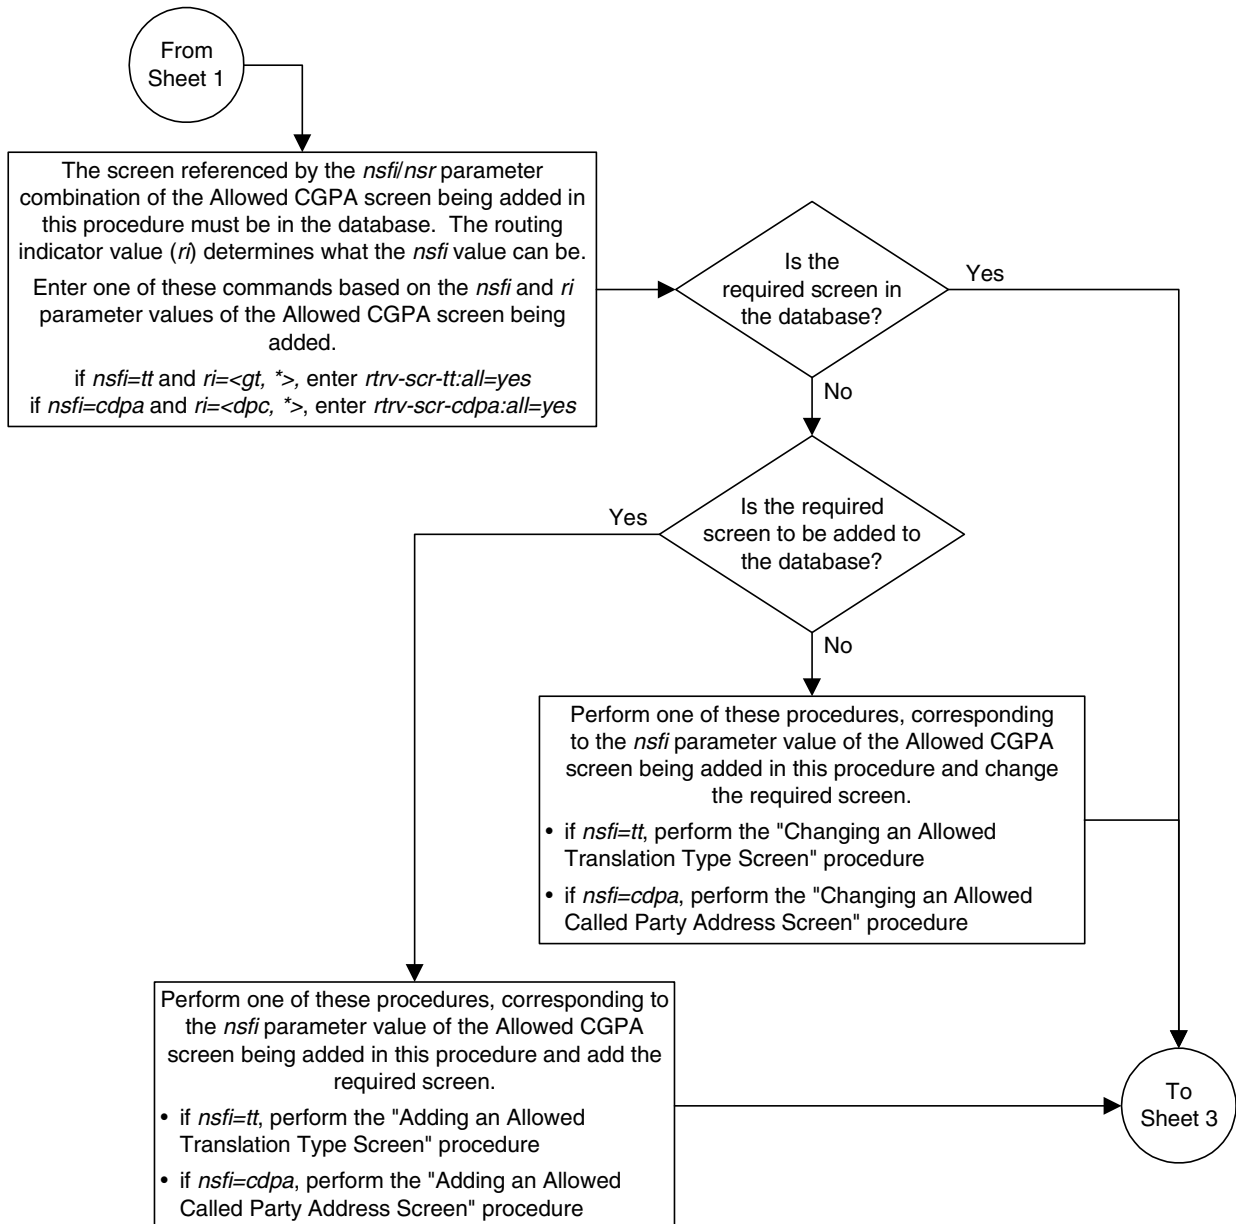 From
Sheet 1
The screen referenced by the nsfi/nsr parameter
combination of the Allowed CGPA screen being added in
this procedure must be in the database.  The routing
indicator value (ri) determines what the nsfi value can be.
Enter one of these commands based on the nsfi and ri
parameter values of the Allowed CGPA screen being
added.
if nsfi=tt and ri=<gt, *>, enter rtrv-scr-tt:all=yes
if nsfi=cdpa and ri=<dpc, *>, enter rtrv-scr-cdpa:all=yes
Is the
required screen in
the database?
Yes
No
Is the required
screen to be added to
the database?
Yes
No
Perform one of these procedures, corresponding
to the nsfi parameter value of the Allowed CGPA
screen being added in this procedure and change
the required screen.
• if nsfi=tt, perform the "Changing an Allowed
Translation Type Screen" procedure
• if nsfi=cdpa, perform the "Changing an Allowed
Called Party Address Screen" procedure
Perform one of these procedures, corresponding to
the nsfi parameter value of the Allowed CGPA
screen being added in this procedure and add the
required screen.
• if nsfi=tt, perform the "Adding an Allowed
Translation Type Screen" procedure
• if nsfi=cdpa, perform the "Adding an Allowed
Called Party Address Screen" procedure
To
Sheet 3